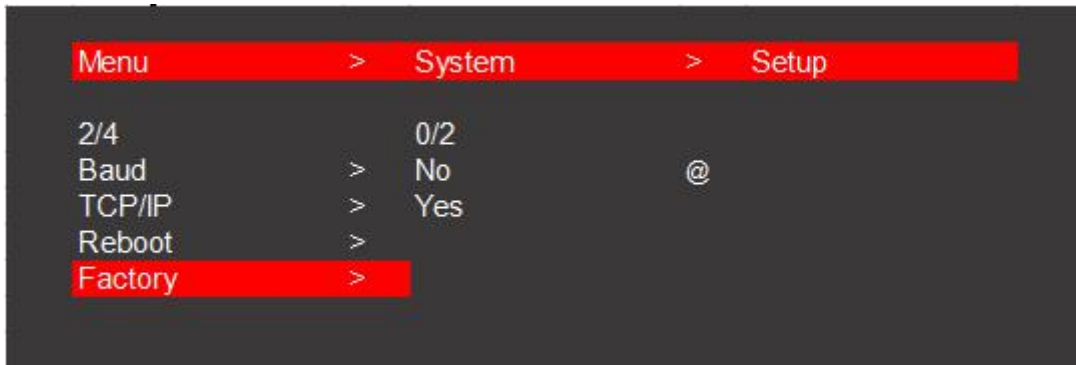 Menu > System > Setup
2/4 0/2
Baud > No @
TCP/IP > Yes
Reboot >
Factory >